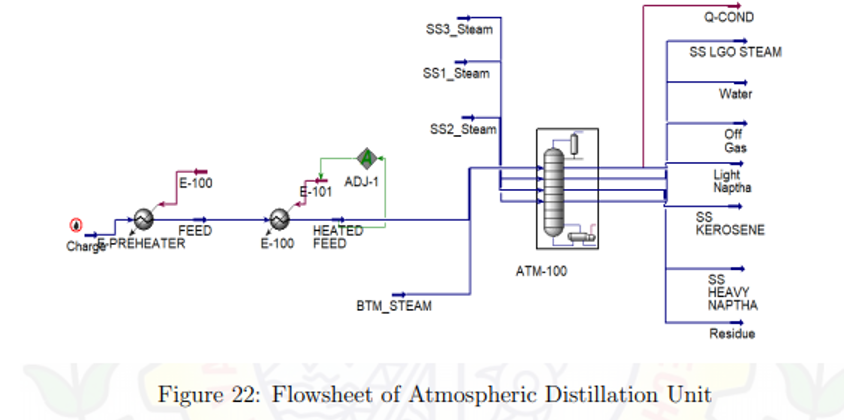 Q-COND
SS3_Steam
SS LGO STEAM
SS1_Steam
Water
SS2_Steam
Off
Gas
A
ADJ-1
E-100
E-101
Light
Naptha
Charge
E-PREHEATER
FEED
E-100
HEATED
FEED
SS
KEROSENE
ATM-100
SS
HEAVY
NAPTHA
BTM_STEAM
Residue
Figure 22: Flowsheet of Atmospheric Distillation Unit